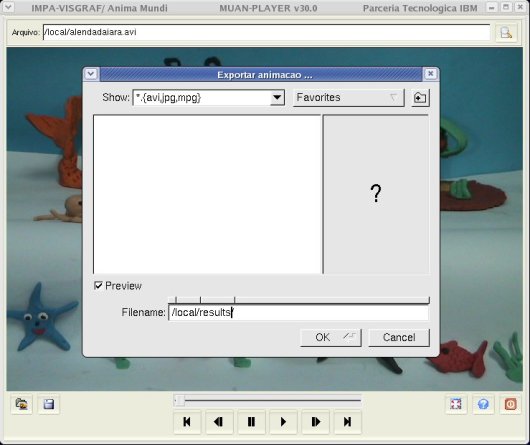 IMPA-VISGRAF/ Anima Mundi MUAN-PLAYER v30.0 Parceria Tecnologica IBM
Arquivo: /local/alendadaiara.avi
Exportar animacao ...
Show: *.{avi,jpg,mpg} Favorites
?
Preview
Filename: /local/results/
OK Cancel
?